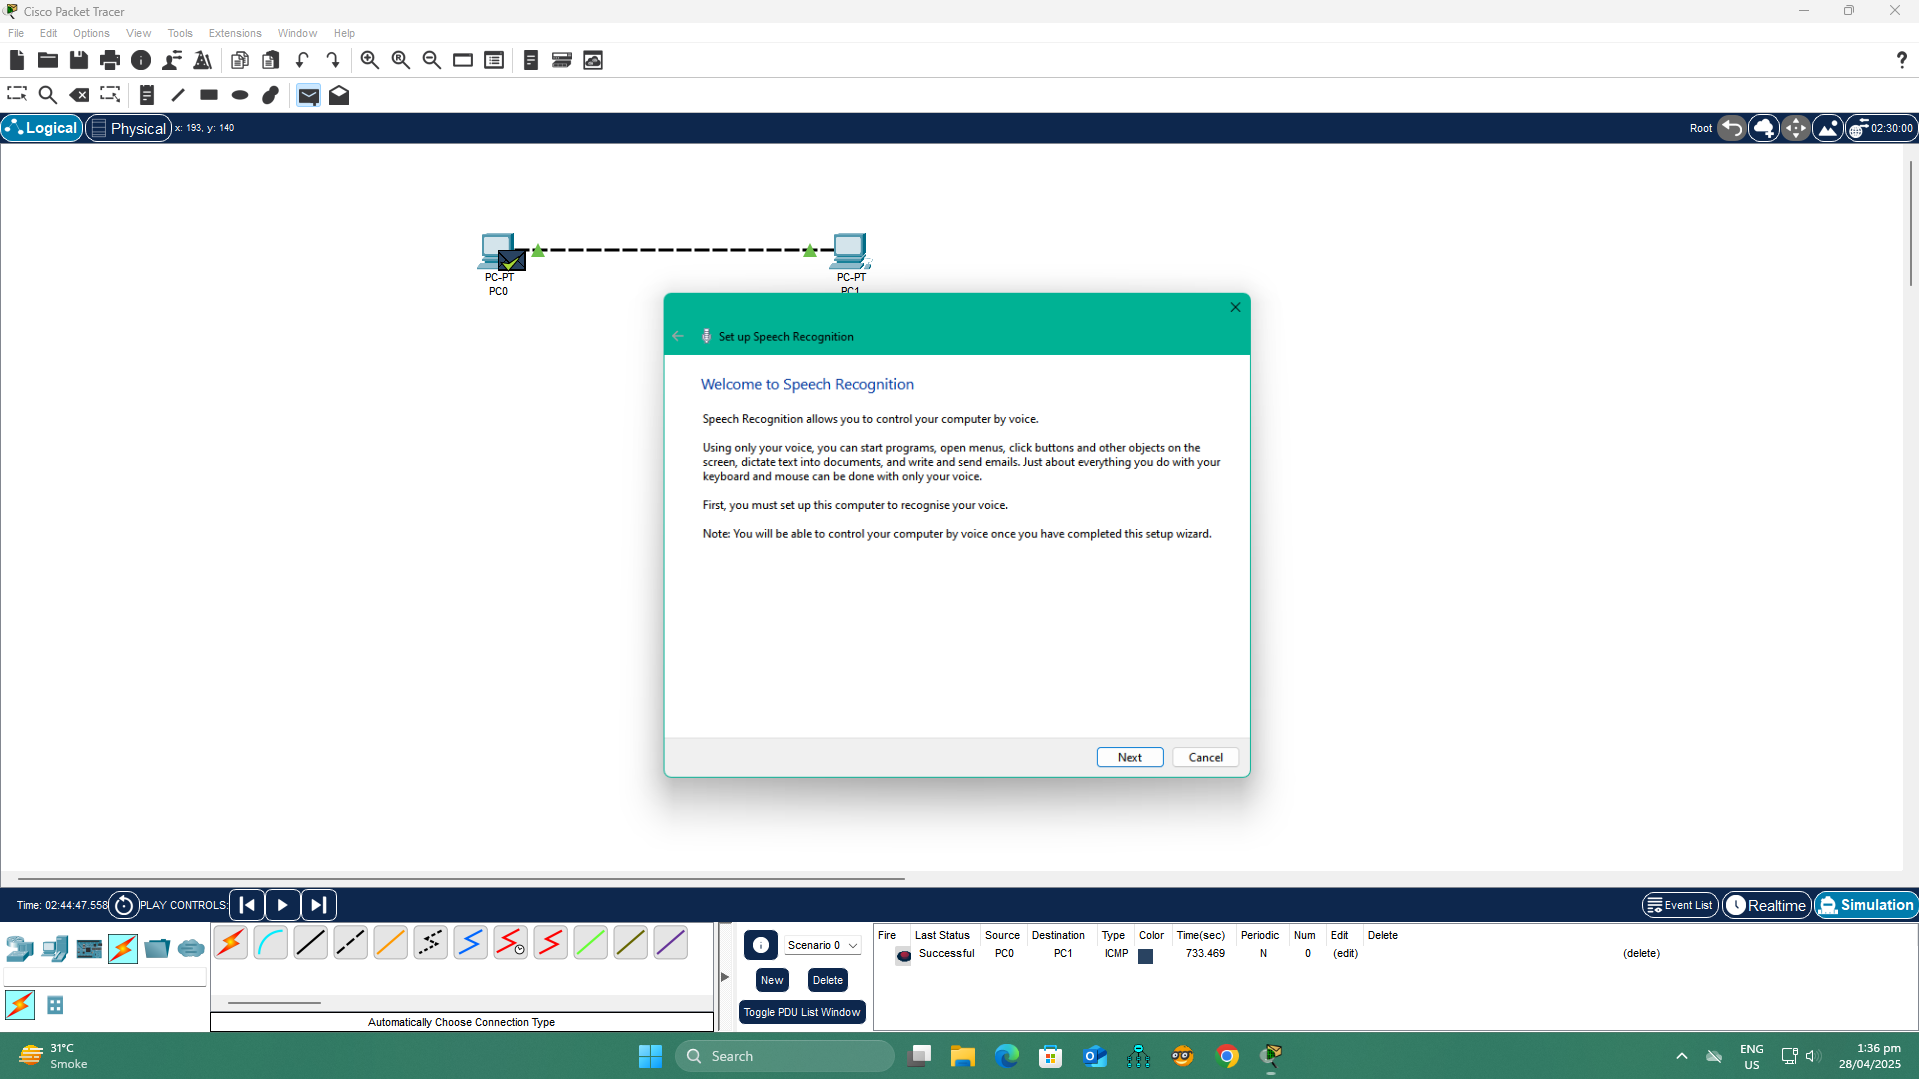 Cisco Packet Tracer
File Edit Options View Tools Extensions Window Help
Logical Physical x: 193, y: 140 Root 02:30:00
PC-PT
PC0
PC-PT
PC1
Set up Speech Recognition
Welcome to Speech Recognition
Speech Recognition allows you to control your computer by voice.
Using only your voice, you can start programs, open menus, click buttons and other objects on the
screen, dictate text into documents, and write and send emails. Just about everything you do with your
keyboard and mouse can be done with only your voice.
First, you must set up this computer to recognise your voice.
Note: You will be able to control your computer by voice once you have completed this setup wizard.
Next Cancel
Time: 02:44:47.558 PLAY CONTROLS: Event List Realtime Simulation
Automatically Choose Connection Type
Scenario 0
New Delete
Toggle PDU List Window
Fire Last Status Source Destination Type Color Time(sec) Periodic Num Edit Delete
Successful PC0 PC1 ICMP 733.469 N 0 (edit) (delete)
31°C
Smoke
Search
ENG
US
1:36 pm
28/04/2025